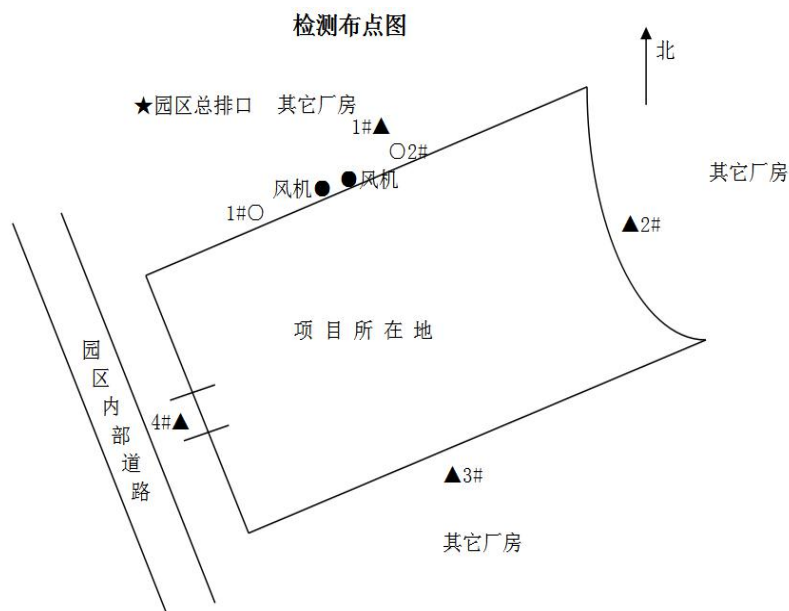 检测布点图
北
★园区总排口 其它厂房
1#▲
○2#
其它厂房
风机●
●风机
1#○
▲2#
项目所在地
园区内部道路
4#▲
▲3#
其它厂房